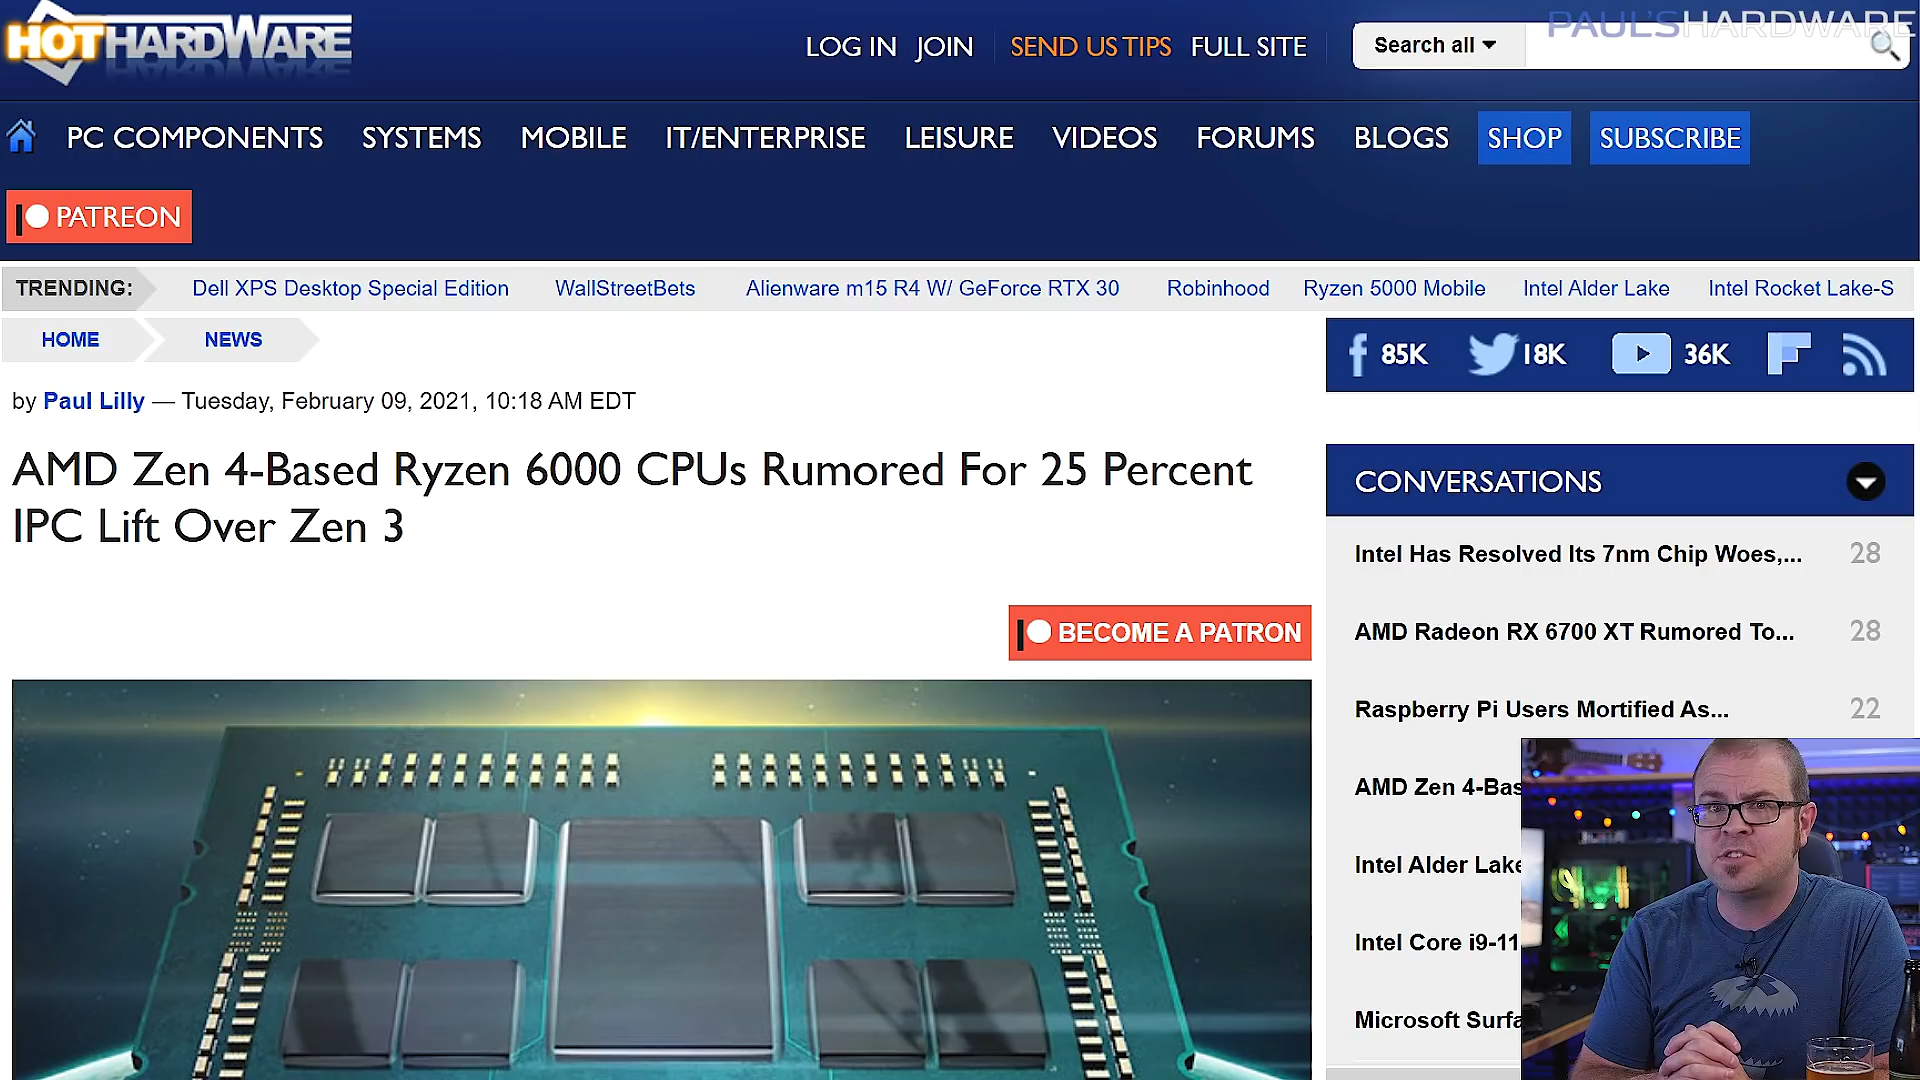 HOTHARDWARE
LOG IN JOIN SEND US TIPS FULL SITE
Search all
PAUL'SHARDWARE
PC COMPONENTS SYSTEMS MOBILE IT/ENTERPRISE LEISURE VIDEOS FORUMS BLOGS SHOP SUBSCRIBE
PATREON
TRENDING: Dell XPS Desktop Special Edition WallStreetBets Alienware m15 R4 W/ GeForce RTX 30 Robinhood Ryzen 5000 Mobile Intel Alder Lake Intel Rocket Lake-S
HOME NEWS
85K 18K 36K
by Paul Lilly — Tuesday, February 09, 2021, 10:18 AM EDT
AMD Zen 4-Based Ryzen 6000 CPUs Rumored For 25 Percent
IPC Lift Over Zen 3
BECOME A PATRON
CONVERSATIONS
Intel Has Resolved Its 7nm Chip Woes,... 28
AMD Radeon RX 6700 XT Rumored To... 28
Raspberry Pi Users Mortified As... 22
AMD Zen 4-Bas
Intel Alder Lake
Intel Core i9-11
Microsoft Surfa